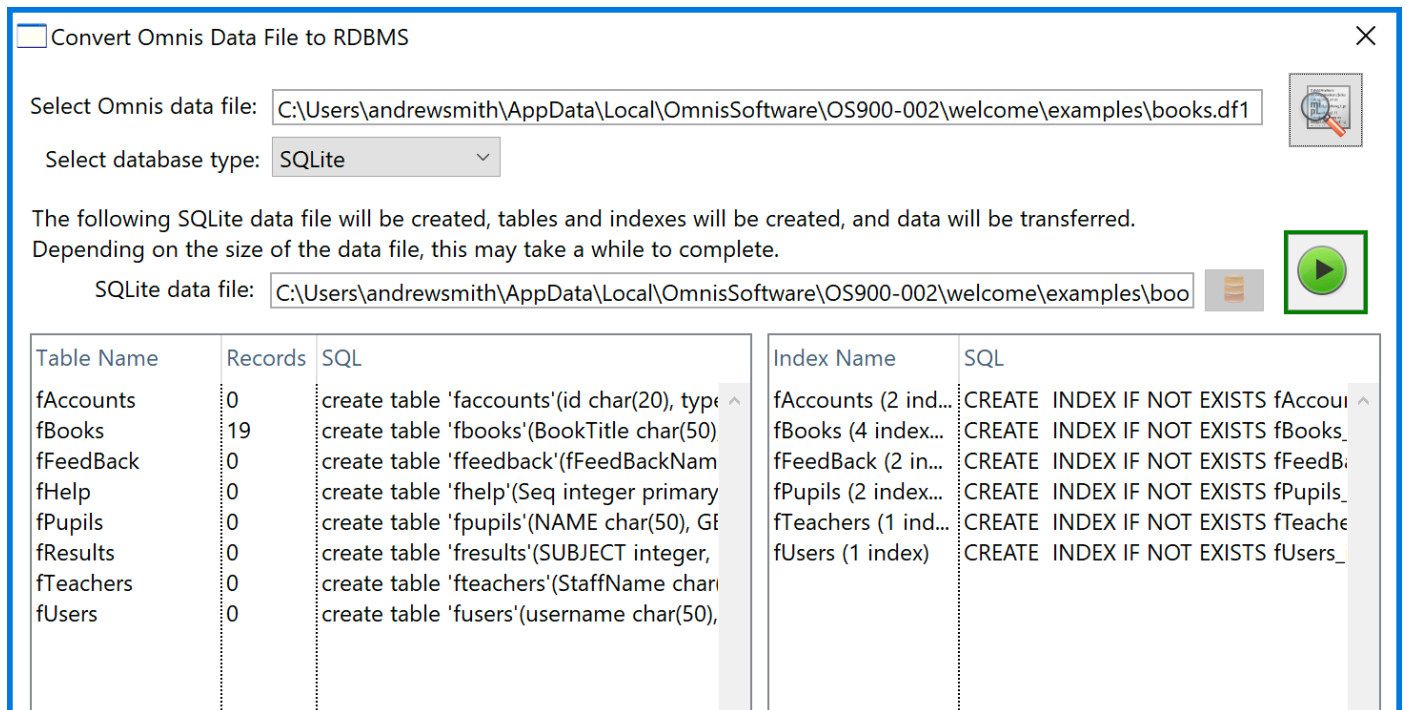 Convert Omnis Data File to RDBMS
Select Omnis data file: C:\Users\andrewsmith\AppData\Local\OmnisSoftware\OS900-002\welcome\examples\books.df1
Select database type: SQLite
The following SQLite data file will be created, tables and indexes will be created, and data will be transferred.
Depending on the size of the data file, this may take a while to complete.
SQLite data file: C:\Users\andrewsmith\AppData\Local\OmnisSoftware\OS900-002\welcome\examples\boo
Table Name Records SQL
fAccounts 0 create table 'faccounts'(id char(20), type
fBooks 19 create table 'fbooks'(BookTitle char(50),
fFeedBack 0 create table 'ffeedback'(fFeedBackNam
fHelp 0 create table 'fhelp'(Seq integer primary
fPupils 0 create table 'fpupils'(NAME char(50), GE
fResults 0 create table 'fresults'(SUBJECT integer,
fTeachers 0 create table 'fteachers'(StaffName char(
fUsers 0 create table 'fusers'(username char(50),
Index Name SQL
fAccounts (2 ind... CREATE  INDEX IF NOT EXISTS fAccoun
fBooks (4 index... CREATE  INDEX IF NOT EXISTS fBooks_
fFeedBack (2 in... CREATE  INDEX IF NOT EXISTS fFeedBa
fPupils (2 index... CREATE  INDEX IF NOT EXISTS fPupils_
fTeachers (1 ind... CREATE  INDEX IF NOT EXISTS fTeache
fUsers (1 index) CREATE  INDEX IF NOT EXISTS fUsers_